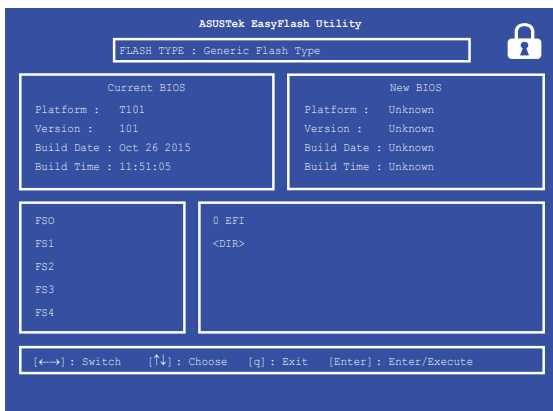 ASUSTek EasyFlash Utility
FLASH TYPE : Generic Flash Type
Current BIOS
Platform : T101
Version : 101
Build Date : Oct 26 2015
Build Time : 11:51:05
New BIOS
Platform : Unknown
Version : Unknown
Build Date : Unknown
Build Time : Unknown
FS0
FS1
FS2
FS3
FS4
0 EFI
<DIR>
[←→] : Switch [↑↓] : Choose [q] : Exit [Enter] : Enter/Execute